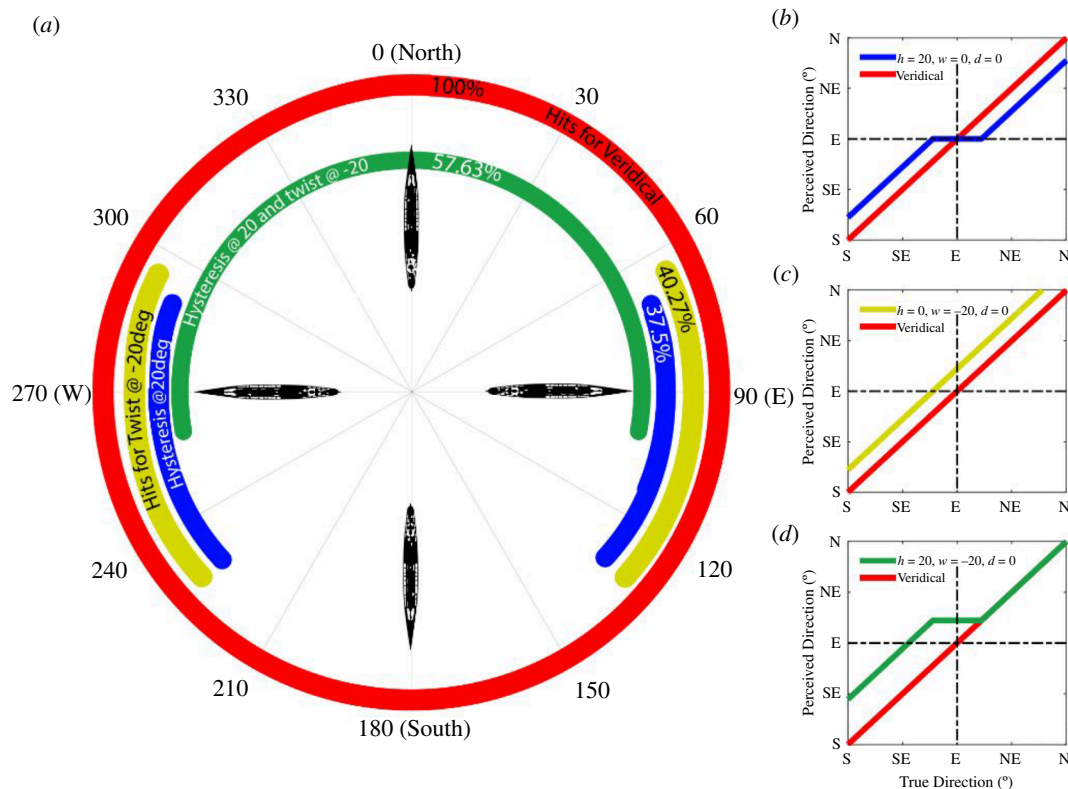 (a)
0 (North)
30
60
90 (E)
120
150
180 (South)
210
240
270 (W)
300
330
100%
Hits for Veridical
57.63%
Hysteresis @ 20 and twist @ -20
40.27%
Hits for Twist @ -20deg
37.5%
Hysteresis @20deg
(b)
Perceived Direction (º)
N
NE
E
SE
S
h = 20, w = 0, d = 0
Veridical
S
SE
E
NE
N
(c)
Perceived Direction (º)
N
NE
E
SE
S
h = 0, w = –20, d = 0
Veridical
S
SE
E
NE
N
(d)
Perceived Direction (º)
N
NE
E
SE
S
h = 20, w = –20, d = 0
Veridical
S
SE
E
NE
N
True Direction (º)